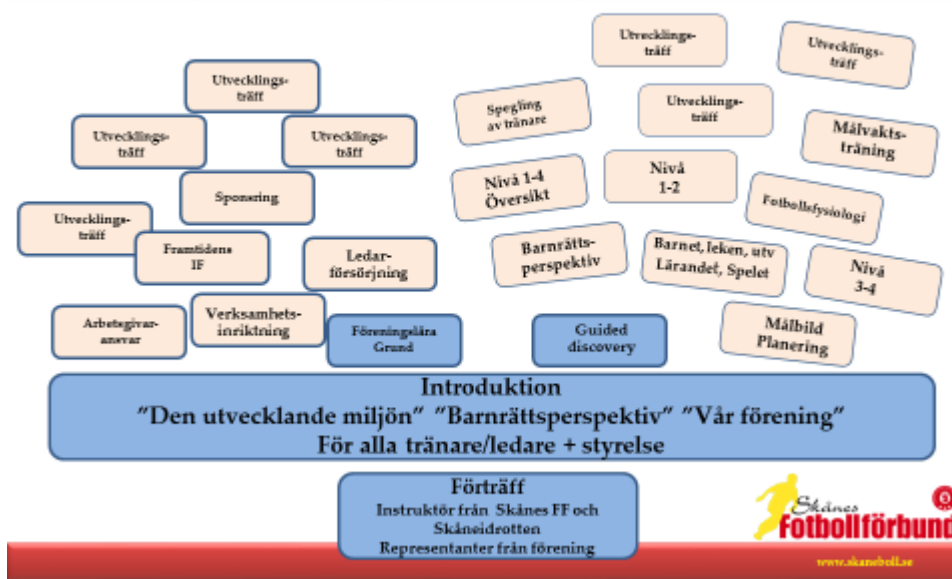 Utvecklings-
träff
Utvecklings-
träff
Utvecklings-
träff
Utvecklings-
träff
Spegling
av tränare
Utvecklings-
träff
Utvecklings-
träff
Utvecklings-
träff
Målvakts-
träning
Sponsring
Nivå 1-4
Översikt
Nivå
1-2
Fotbollsfysiologi
Utvecklings-
träff
Framtidens
IF
Ledar-
försörjning
Barnrätts-
perspektiv
Barnet, leken, utv
Lärandet, Spelet
Nivå
3-4
Arbetsgivar-
ansvar
Verksamhets-
inriktning
Föreningslära
Grund
Guided
discovery
Målbild
Planering
Introduktion
"Den utvecklande miljön" "Barnrättsperspektiv" "Vår förening"
För alla tränare/ledare + styrelse
Förträff
Instruktör från Skånes FF och
Skåneidrotten
Representanter från förening
Skånes
Fotbollförbund
www.skaneboll.se